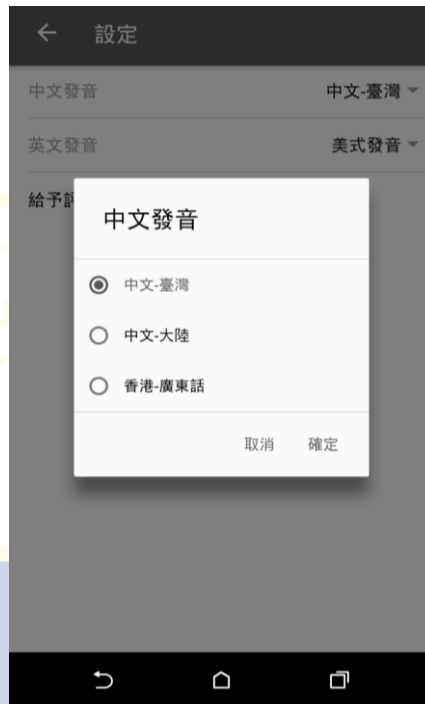 設定
中文發音 中文-臺灣
英文發音 美式發音
給予
中文發音
中文-臺灣
中文-大陸
香港-廣東話
取消 確定